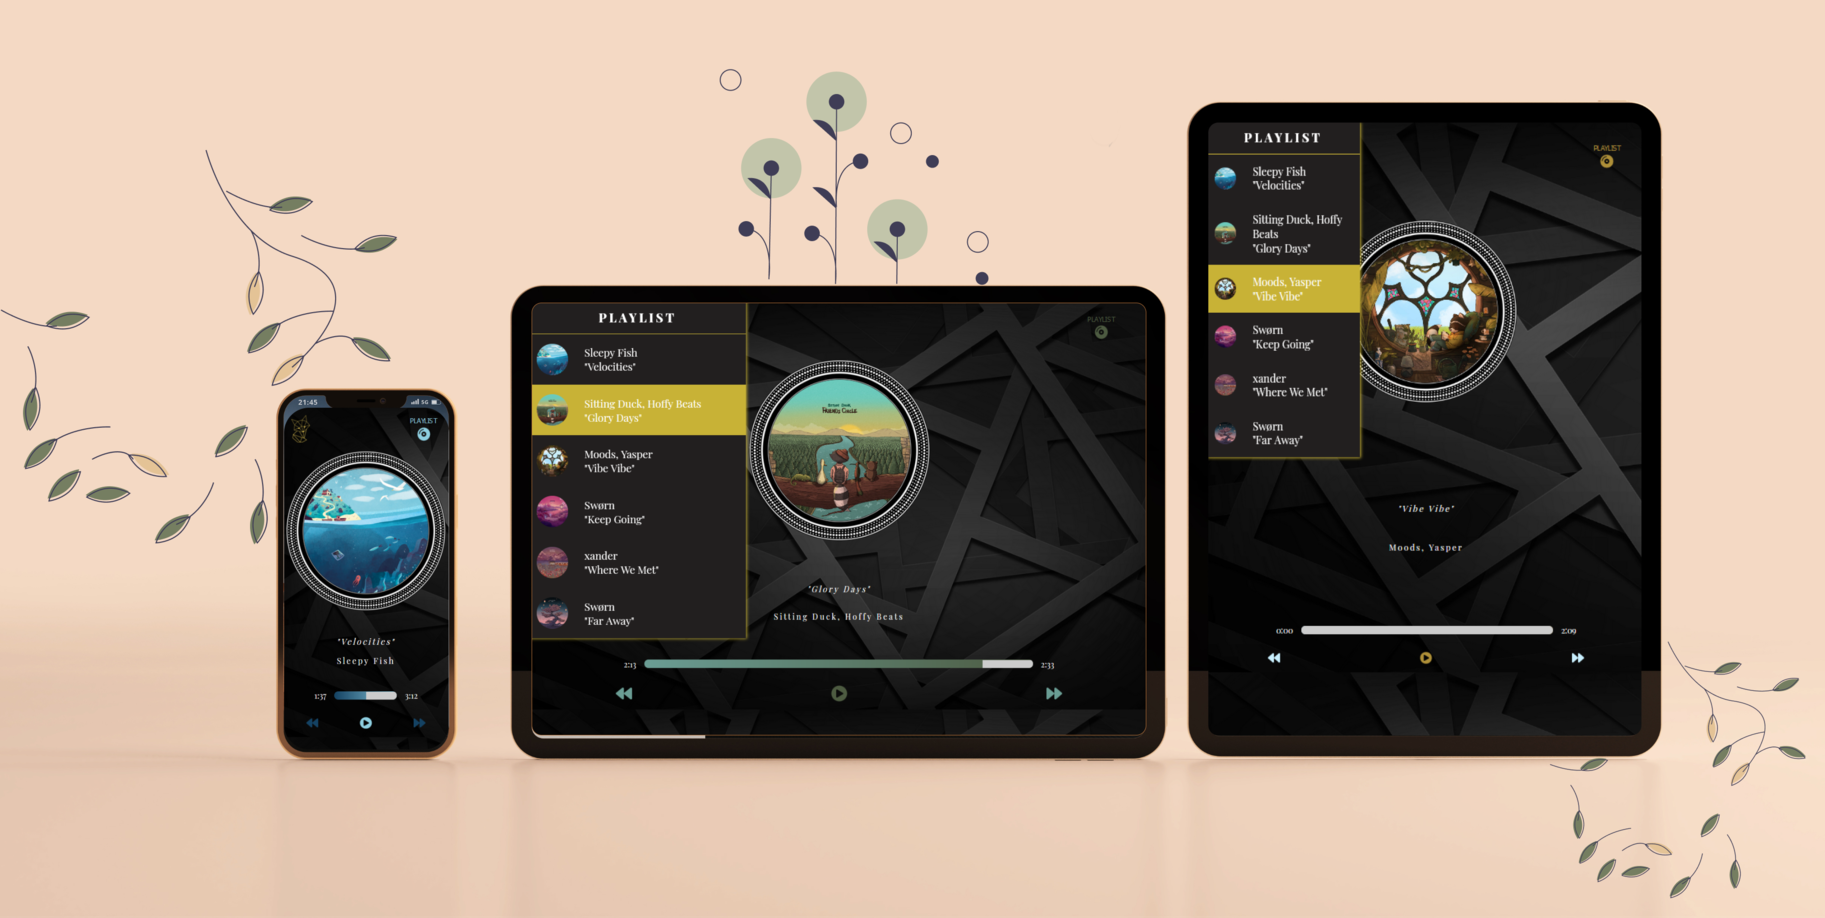 21:45
5G
PLAYLIST
"Velocities"
Sleepy Fish
1:37
3:12
PLAYLIST
Sleepy Fish
"Velocities"
Sitting Duck, Hoffy Beats
"Glory Days"
Moods, Yasper
"Vibe Vibe"
Swørn
"Keep Going"
xander
"Where We Met"
Swørn
"Far Away"
PLAYLIST
"Glory Days"
Sitting Duck, Hoffy Beats
2:13
2:33
PLAYLIST
Sleepy Fish
"Velocities"
Sitting Duck, Hoffy
Beats
"Glory Days"
Moods, Yasper
"Vibe Vibe"
Swørn
"Keep Going"
xander
"Where We Met"
Swørn
"Far Away"
PLAYLIST
"Vibe Vibe"
Moods, Yasper
0:00
2:09